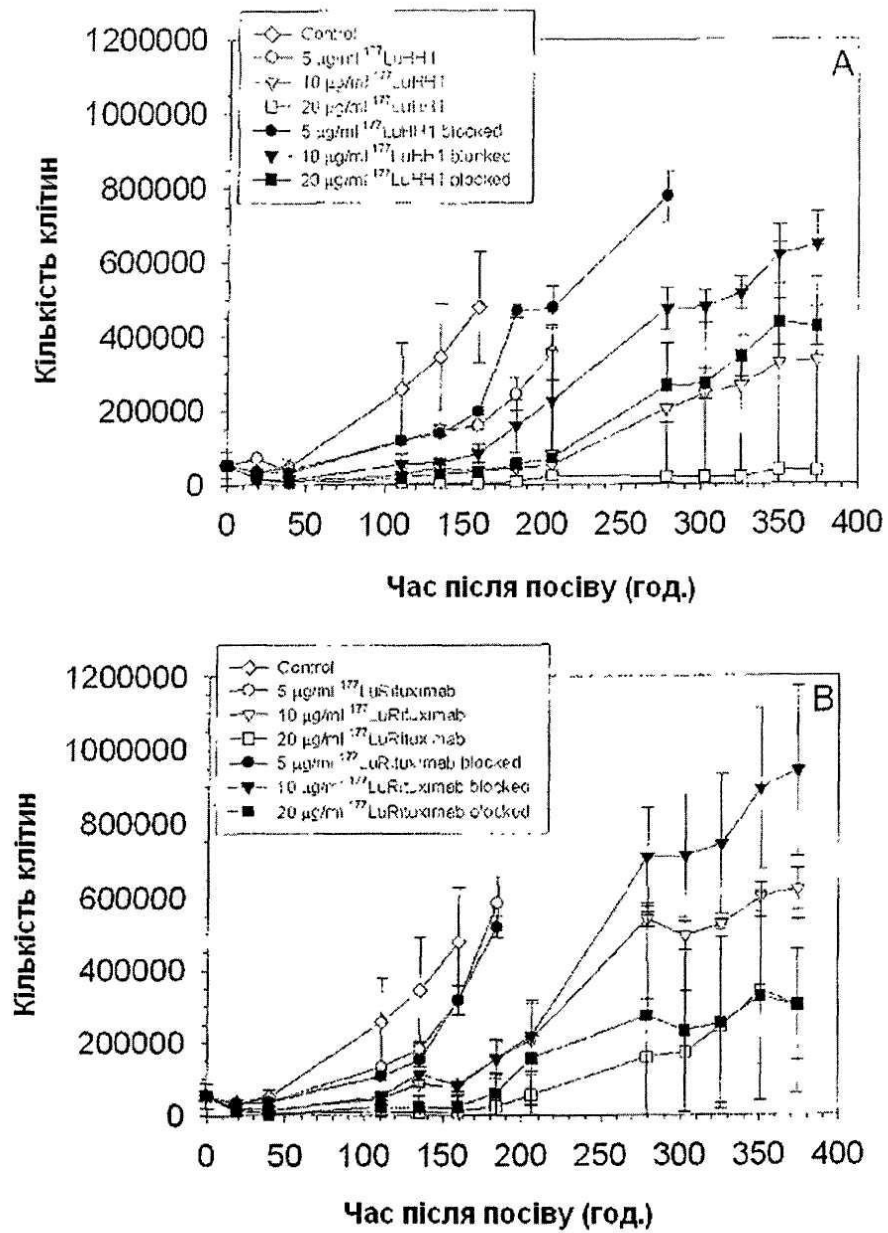 A
Control
5 µg/ml ¹⁷⁷LuHH1
10 µg/ml ¹⁷⁷LuHH1
20 µg/ml ¹⁷⁷LuHH1
5 µg/ml ¹⁷⁷LuHH1 blocked
10 µg/ml ¹⁷⁷LuHH1 blocked
20 µg/ml ¹⁷⁷LuHH1 blocked
1200000
1000000
800000
600000
400000
200000
0
Кількість клітин
0 50 100 150 200 250 300 350 400
Час після посіву (год.)
B
Control
5 µg/ml ¹⁷⁷LuRituximab
10 µg/ml ¹⁷⁷LuRituximab
20 µg/ml ¹⁷⁷LuRituximab
5 µg/ml ¹⁷⁷LuRituximab blocked
10 µg/ml ¹⁷⁷LuRituximab blocked
20 µg/ml ¹⁷⁷LuRituximab blocked
1200000
1000000
800000
600000
400000
200000
0
Кількість клітин
0 50 100 150 200 250 300 350 400
Час після посіву (год.)